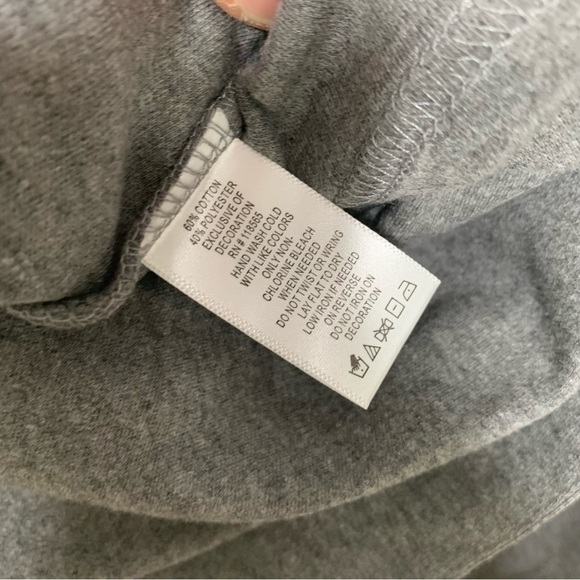 60% COTTON
40% POLYESTER
EXCLUSIVE OF
DECORATION
RN # 118565
HAND WASH COLD
WITH LIKE COLORS
ONLY NON-
CHLORINE BLEACH
WHEN NEEDED
DO NOT TWIST OR WRING
LAY FLAT TO DRY
LOW IRON IF NEEDED
ON REVERSE
DO NOT IRON ON
DECORATION